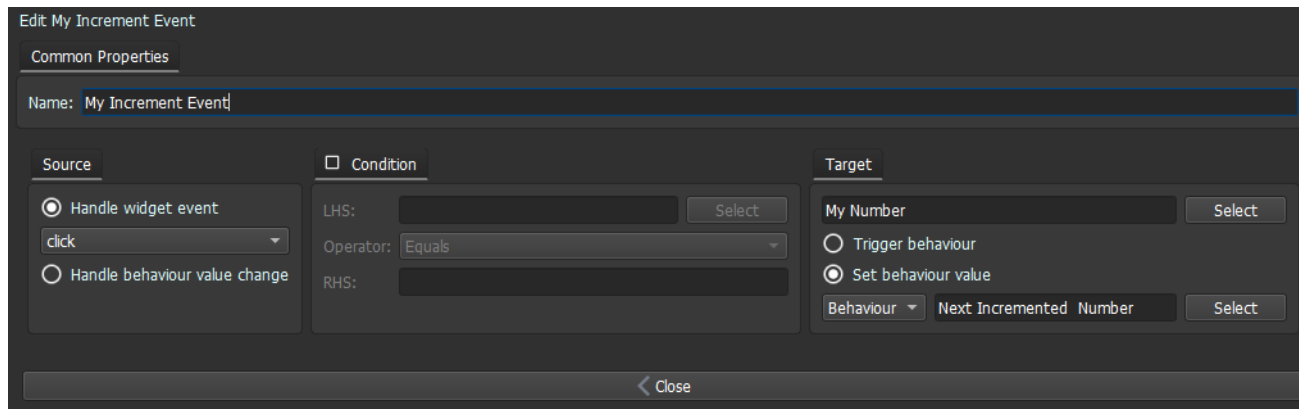 Edit My Increment Event
Common Properties
Name: My Increment Event
Source
Handle widget event
click
Handle behaviour value change
Condition
LHS: Select
Operator: Equals
RHS:
Target
My Number Select
Trigger behaviour
Set behaviour value
Behaviour Next Incremented  Number Select
Close